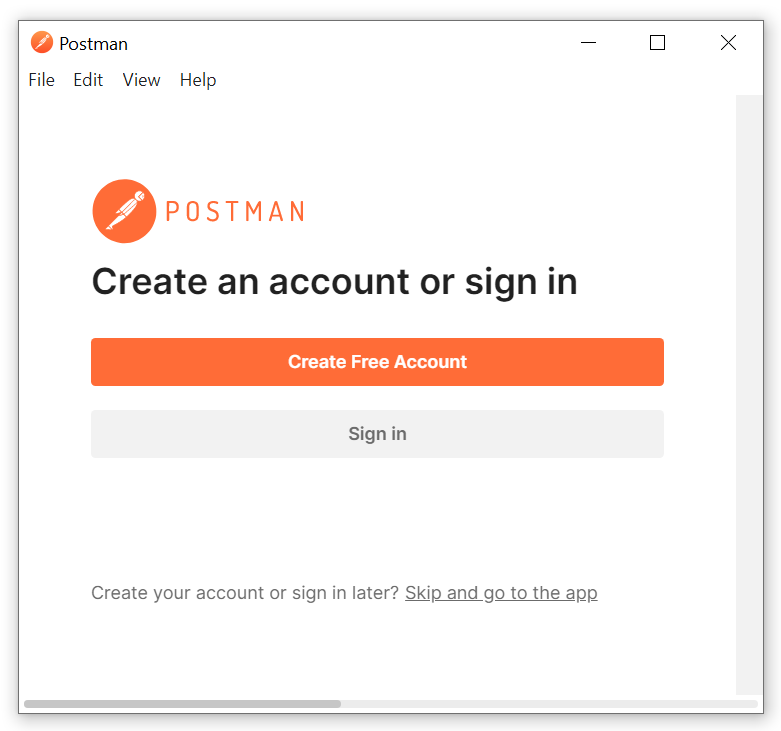 Postman
File Edit View Help
POSTMAN
Create an account or sign in
Create Free Account
Sign in
Create your account or sign in later? Skip and go to the app